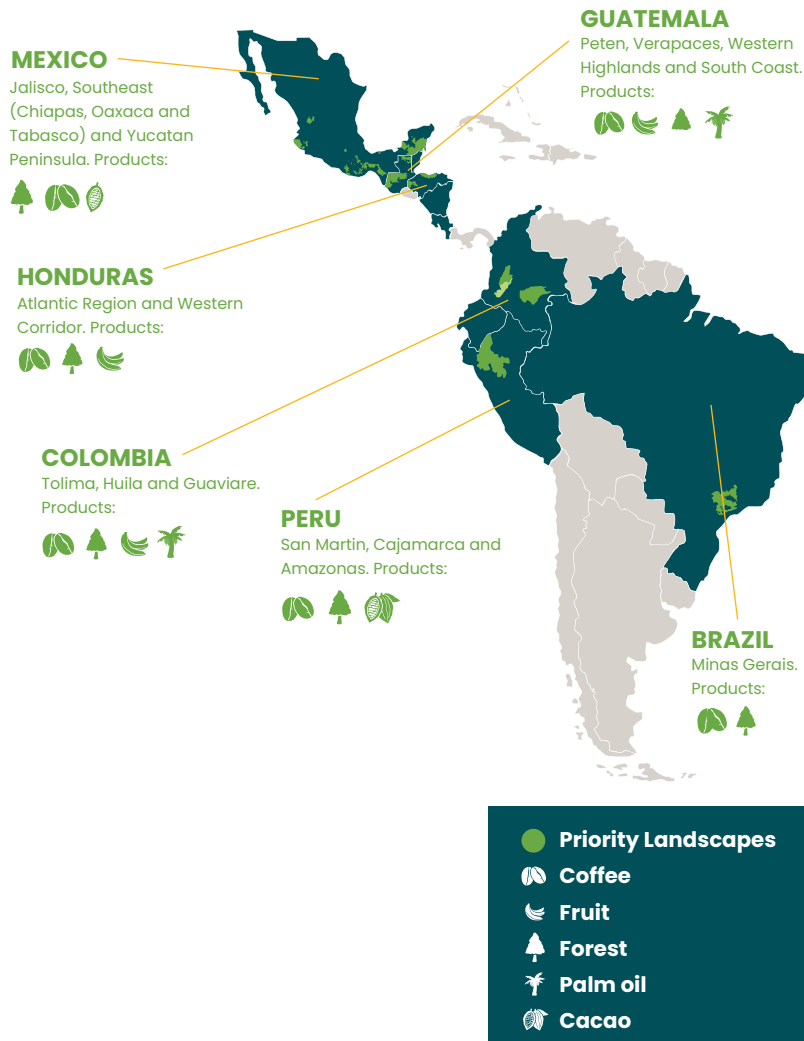 GUATEMALA
Peten, Verapaces, Western
Highlands and South Coast.
Products:
MEXICO
Jalisco, Southeast
(Chiapas, Oaxaca and
Tabasco) and Yucatan
Peninsula. Products:
HONDURAS
Atlantic Region and Western
Corridor. Products:
COLOMBIA
Tolima, Huila and Guaviare.
Products:
PERU
San Martin, Cajamarca and
Amazonas. Products:
BRAZIL
Minas Gerais.
Products:
Priority Landscapes
Coffee
Fruit
Forest
Palm oil
Cacao